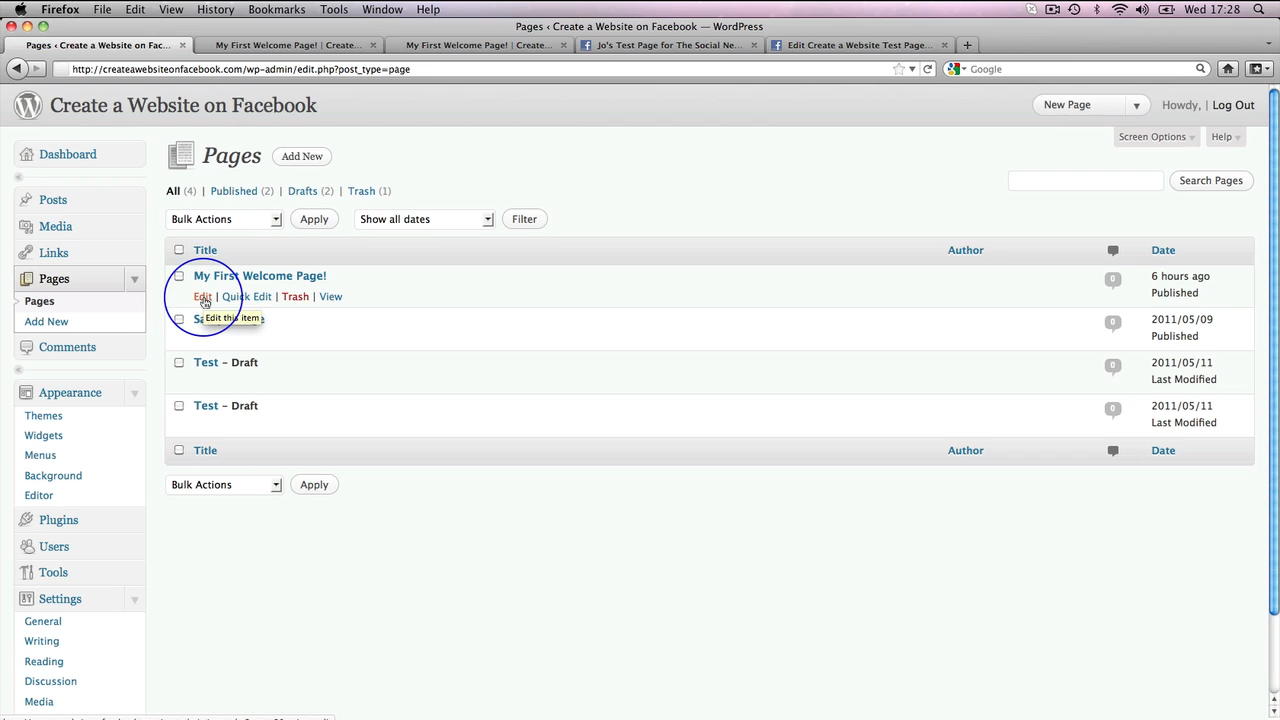 Firefox File Edit View History Bookmarks Tools Window Help Wed 17:28
Pages ‹ Create a Website on Facebook — WordPress
Pages ‹ Create a Website on Fac... My First Welcome Page! | Create... My First Welcome Page! | Create... Jo's Test Page for The Social Ne... Edit Create a Website Test Page...
http://createawebsiteonfacebook.com/wp-admin/edit.php?post_type=page Google
Create a Website on Facebook New Page Howdy, | Log Out
Screen Options Help
Dashboard
Posts
Media
Links
Pages
Pages
Add New
Comments
Appearance
Themes
Widgets
Menus
Background
Editor
Plugins
Users
Tools
Settings
General
Writing
Reading
Discussion
Media
Pages Add New
All (4) | Published (2) | Drafts (2) | Trash (1)
Search Pages
Bulk Actions Apply Show all dates Filter
Title Author Date
My First Welcome Page! 0 6 hours ago
Edit | Quick Edit | Trash | View Published
Edit this item
0 2011/05/09
Published
Test – Draft 0 2011/05/11
Last Modified
Test – Draft 0 2011/05/11
Last Modified
Title Author Date
Bulk Actions Apply